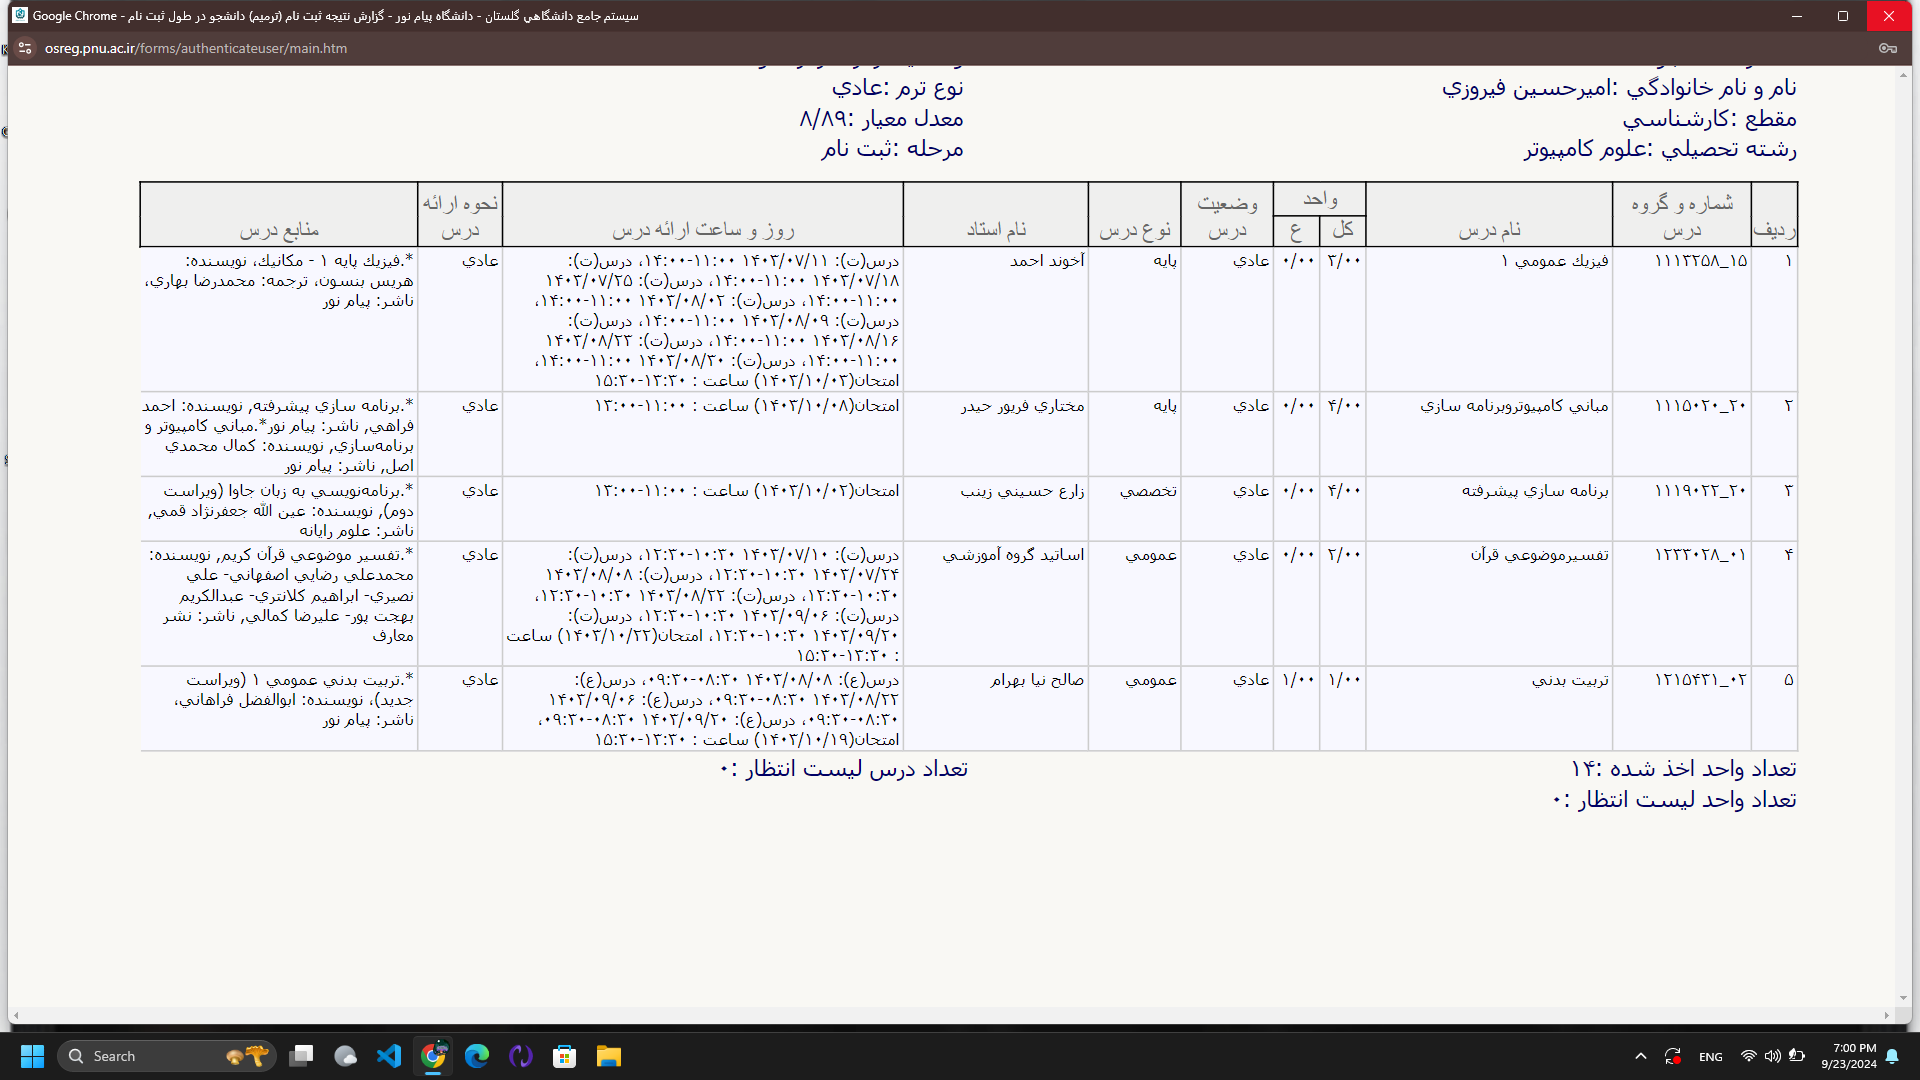 سيستم جامع دانشگاهي گلستان - دانشگاه پيام نور - گزارش نتيجه ثبت نام (ترميم) دانشجو در طول ثبت نام - Google Chrome
osreg.pnu.ac.ir/forms/authenticateuser/main.htm
نام و نام خانوادگي :اميرحسين فيروزي
نوع ترم :عادي
مقطع :کارشناسي
معدل معيار :۸/۸۹
رشته تحصيلي :علوم کامپيوتر
مرحله :ثبت نام
رديف
شماره و گروه
درس
نام درس
واحد
کل
ع
وضعيت
درس
نوع درس
نام استاد
روز و ساعت ارائه درس
نحوه ارائه
درس
منابع درس
۱
۱۱۱۳۲۵۸_۱۵
فيزيك عمومي ۱
۳/۰۰
۰/۰۰
عادي
پايه
آخوند احمد
درس(ت): ۱۴۰۳/۰۷/۱۱ ۱۱:۰۰-۱۴:۰۰، درس(ت):
۱۴۰۳/۰۷/۱۸ ۱۱:۰۰-۱۴:۰۰، درس(ت): ۱۴۰۳/۰۷/۲۵
۱۱:۰۰-۱۴:۰۰، درس(ت): ۱۴۰۳/۰۸/۰۲ ۱۱:۰۰-۱۴:۰۰،
درس(ت): ۱۴۰۳/۰۸/۰۹ ۱۱:۰۰-۱۴:۰۰، درس(ت):
۱۴۰۳/۰۸/۱۶ ۱۱:۰۰-۱۴:۰۰، درس(ت): ۱۴۰۳/۰۸/۲۳
۱۱:۰۰-۱۴:۰۰، درس(ت): ۱۴۰۳/۰۸/۳۰ ۱۱:۰۰-۱۴:۰۰،
امتحان(۱۴۰۳/۱۰/۰۳) ساعت : ۱۳:۳۰-۱۵:۳۰
عادي
*.فيزيك پايه ۱ - مكانيك، نويسنده:
هريس بنسون، ترجمه: محمدرضا بهاري،
ناشر: پيام نور
۲
۱۱۱۵۰۲۰_۲۰
مباني كامپيوتروبرنامه سازي
۴/۰۰
۰/۰۰
عادي
پايه
مختاري فريور حيدر
امتحان(۱۴۰۳/۱۰/۰۸) ساعت : ۱۱:۰۰-۱۳:۰۰
عادي
*.برنامه سازي پيشرفته, نويسنده: احمد
فراهي, ناشر: پيام نور*.مباني كامپيوتر و
برنامه‌سازي, نويسنده: كمال محمدي
اصل, ناشر: پيام نور
۳
۱۱۱۹۰۲۲_۲۰
برنامه سازي پيشرفته
۴/۰۰
۰/۰۰
عادي
تخصصي
زارع حسيني زينب
امتحان(۱۴۰۳/۱۰/۰۲) ساعت : ۱۱:۰۰-۱۳:۰۰
عادي
*.برنامه‌نويسي به زبان جاوا (ويراست
دوم), نويسنده: عين الله جعفرنژاد قمي,
ناشر: علوم رايانه
۴
۱۲۳۳۰۲۸_۰۱
تفسيرموضوعي قرآن
۲/۰۰
۰/۰۰
عادي
عمومي
اساتيد گروه آموزشي
درس(ت): ۱۴۰۳/۰۷/۱۰ ۱۰:۳۰-۱۲:۳۰، درس(ت):
۱۴۰۳/۰۷/۲۴ ۱۰:۳۰-۱۲:۳۰، درس(ت): ۱۴۰۳/۰۸/۰۸
۱۰:۳۰-۱۲:۳۰، درس(ت): ۱۴۰۳/۰۸/۲۲ ۱۰:۳۰-۱۲:۳۰،
درس(ت): ۱۴۰۳/۰۹/۰۶ ۱۰:۳۰-۱۲:۳۰، درس(ت):
۱۴۰۳/۰۹/۲۰ ۱۰:۳۰-۱۲:۳۰، امتحان(۱۴۰۳/۱۰/۲۲) ساعت
: ۱۳:۳۰-۱۵:۳۰
عادي
*.تفسير موضوعي قرآن كريم, نويسنده:
محمدعلي رضايي اصفهاني- علي
نصيري- ابراهيم كلانتري- عبدالكريم
بهجت پور- عليرضا كمالي, ناشر: نشر
معارف
۵
۱۲۱۵۴۳۱_۰۲
تربيت بدني
۱/۰۰
۱/۰۰
عادي
عمومي
صالح نيا بهرام
درس(ع): ۱۴۰۳/۰۸/۰۸ ۰۸:۳۰-۰۹:۳۰، درس(ع):
۱۴۰۳/۰۸/۲۲ ۰۸:۳۰-۰۹:۳۰، درس(ع): ۱۴۰۳/۰۹/۰۶
۰۸:۳۰-۰۹:۳۰، درس(ع): ۱۴۰۳/۰۹/۲۰ ۰۸:۳۰-۰۹:۳۰،
امتحان(۱۴۰۳/۱۰/۱۹) ساعت : ۱۳:۳۰-۱۵:۳۰
عادي
*.تربيت بدني عمومي ۱ (ويراست
جديد)، نويسنده: ابوالفضل فراهاني،
ناشر: پيام نور
تعداد واحد اخذ شده :۱۴
تعداد درس ليست انتظار :۰
تعداد واحد ليست انتظار :۰
Search
ENG
7:00 PM
9/23/2024